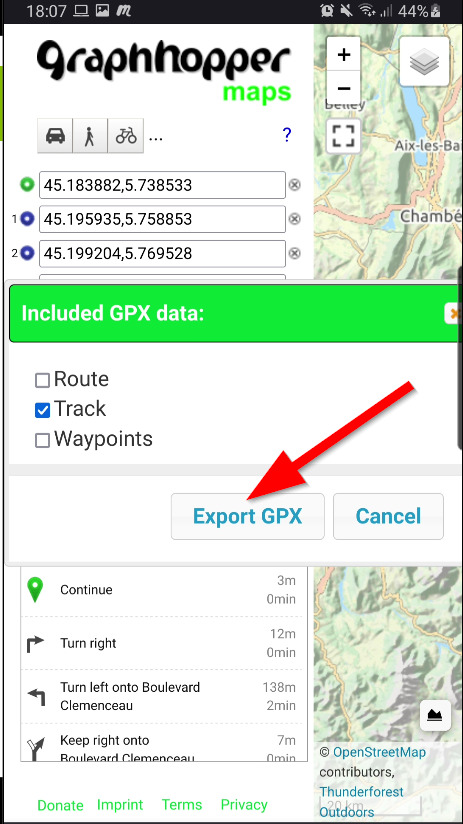 18:07
44%
graphhopper
maps
+
−
...
?
45.183882,5.738533
1 45.195935,5.758853
2 45.199204,5.769528
Belley
Aix-les-Ba
Chambé
Included GPX data:
Route
Track
Waypoints
Export GPX
Cancel
Continue
3m
0min
Turn right
12m
0min
Turn left onto Boulevard
Clemenceau
138m
2min
Keep right onto
Boulevard Clemenceau
7m
0min
© OpenStreetMap
contributors,
Thunderforest
Outdoors
20 km
Donate Imprint Terms Privacy